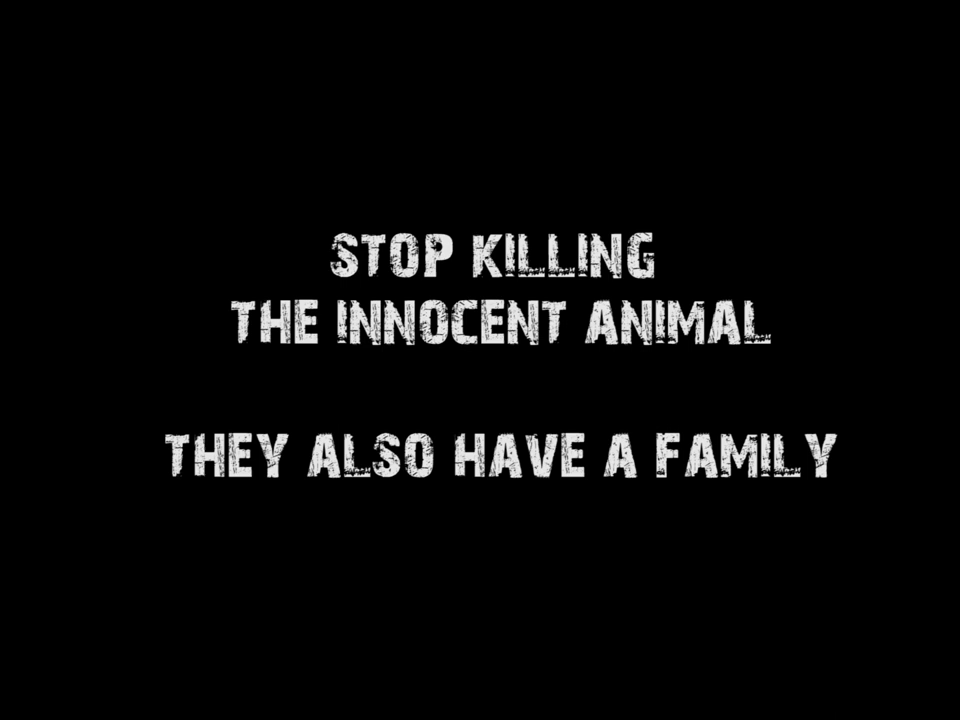 STOP KILLING
THE INNOCENT ANIMAL
THEY ALSO HAVE A FAMILY